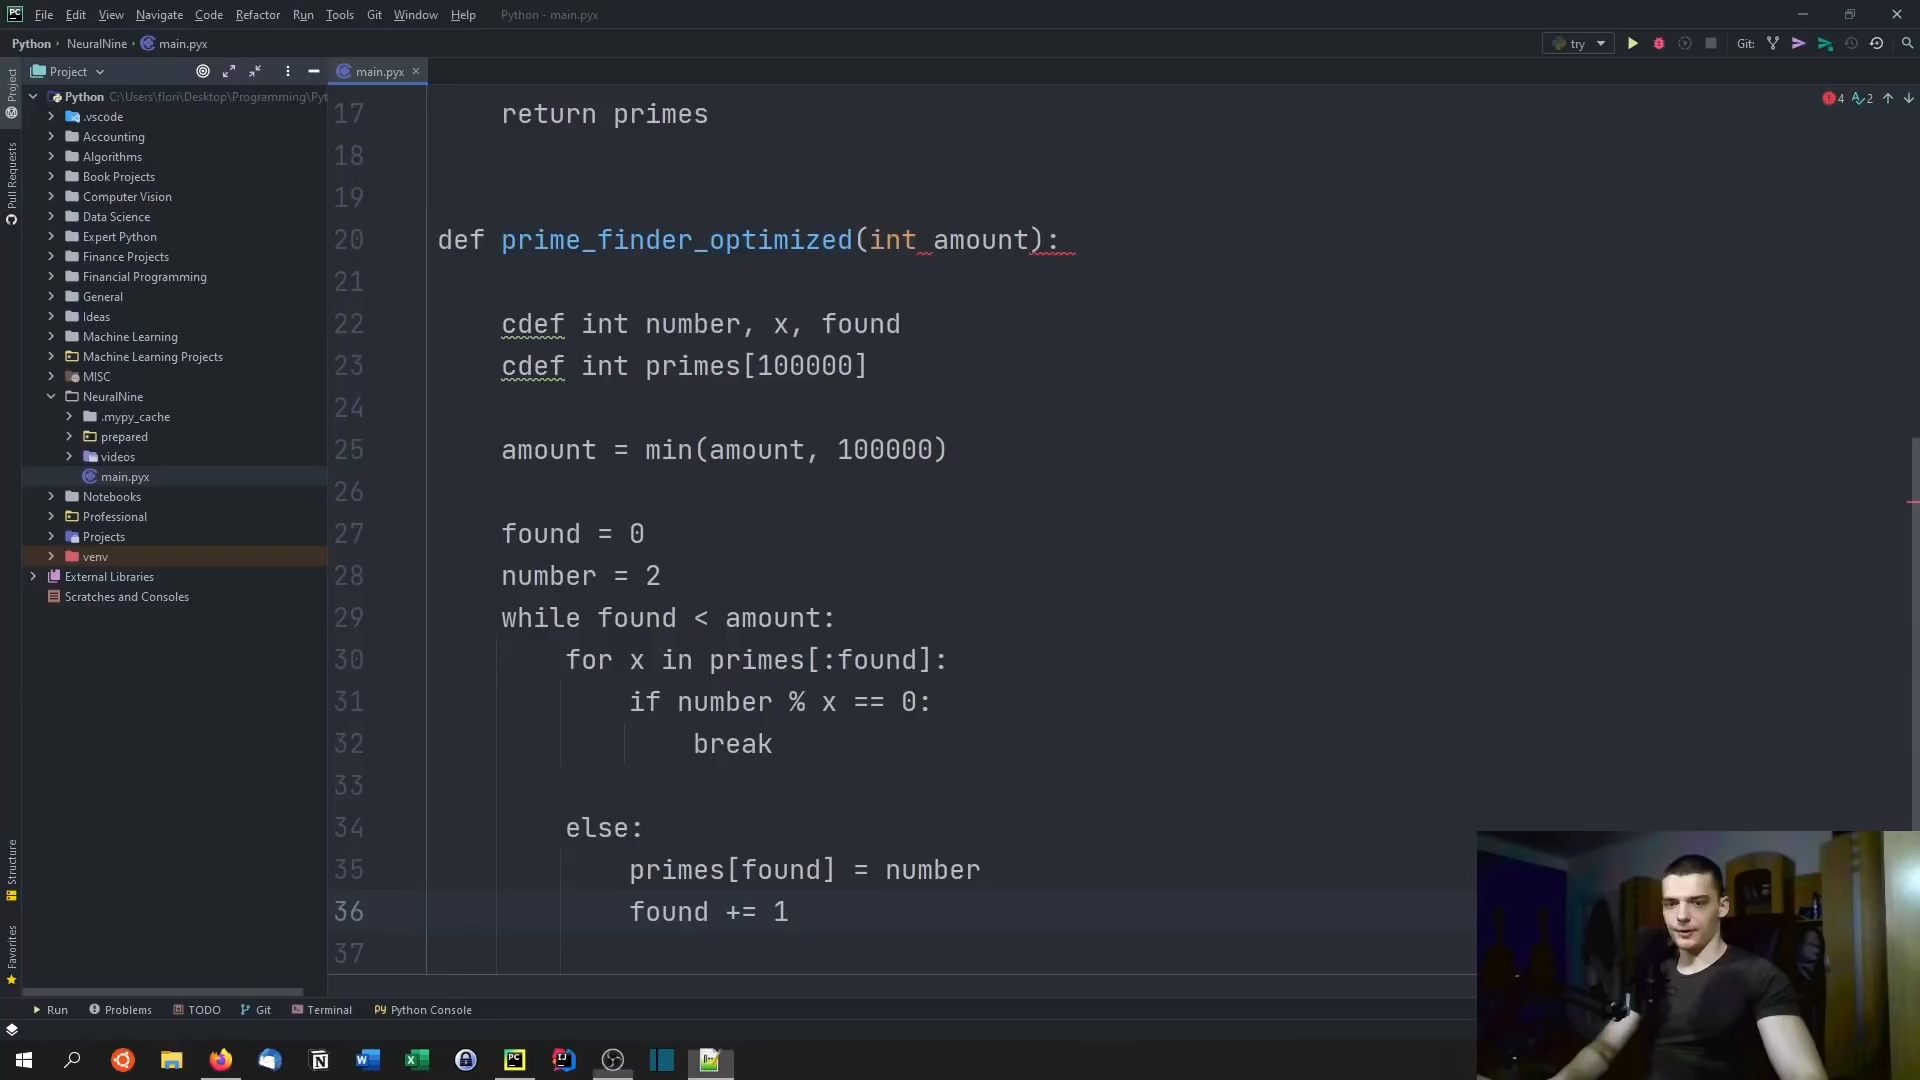 File Edit View Navigate Code Refactor Run Tools Git Window Help Python - main.pyx
Python NeuralNine main.pyx
try Git:
Project
main.pyx
4 2
Project
Pull Requests
Structure
Favorites
Python C:\Users\flori\Desktop\Programming\Pyt
.vscode
Accounting
Algorithms
Book Projects
Computer Vision
Data Science
Expert Python
Finance Projects
Financial Programming
General
Ideas
Machine Learning
Machine Learning Projects
MISC
NeuralNine
.mypy_cache
prepared
videos
main.pyx
Notebooks
Professional
Projects
venv
External Libraries
Scratches and Consoles
17 return primes
18
19
20 def prime_finder_optimized(int amount):
21
22 cdef int number, x, found
23 cdef int primes[100000]
24
25 amount = min(amount, 100000)
26
27 found = 0
28 number = 2
29 while found < amount:
30 for x in primes[:found]:
31 if number % x == 0:
32 break
33
34 else:
35 primes[found] = number
36 found += 1
37
Run Problems TODO Git Terminal Python Console